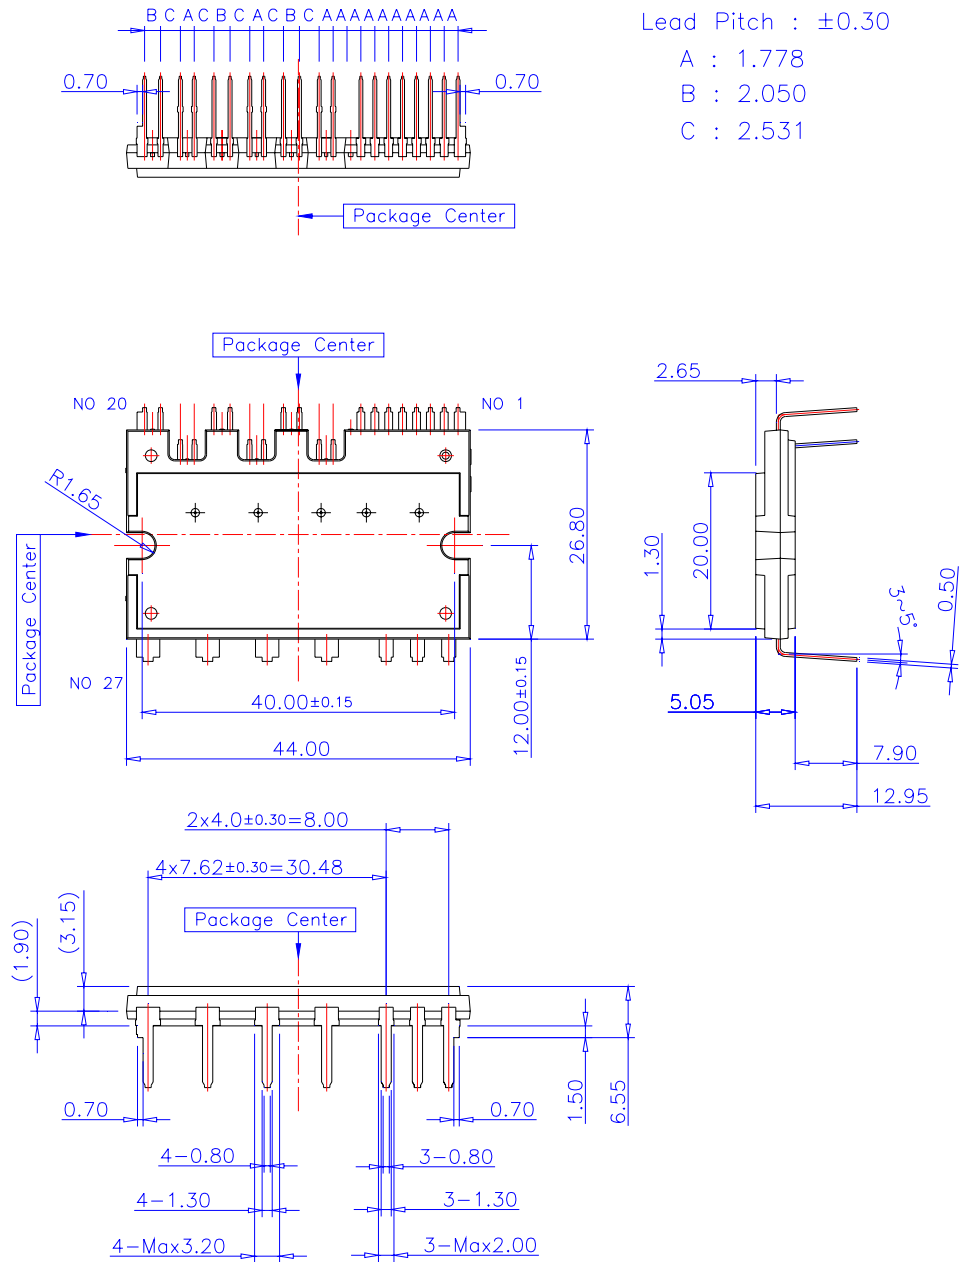 B C A C B C A C B C A A A A A A A A A A
Lead Pitch : ±0.30
A : 1.778
B : 2.050
C : 2.531
0.70
0.70
Package Center
Package Center
NO 20
NO 1
2.65
R1.65
Package Center
26.80
1.30
20.00
3~5°
0.50
NO 27
40.00±0.15
12.00±0.15
44.00
5.05
7.90
12.95
2x4.0±0.30=8.00
4x7.62±0.30=30.48
Package Center
(1.90)
(3.15)
0.70
0.70
1.50
6.55
4-0.80
3-0.80
4-1.30
3-1.30
4-Max3.20
3-Max2.00